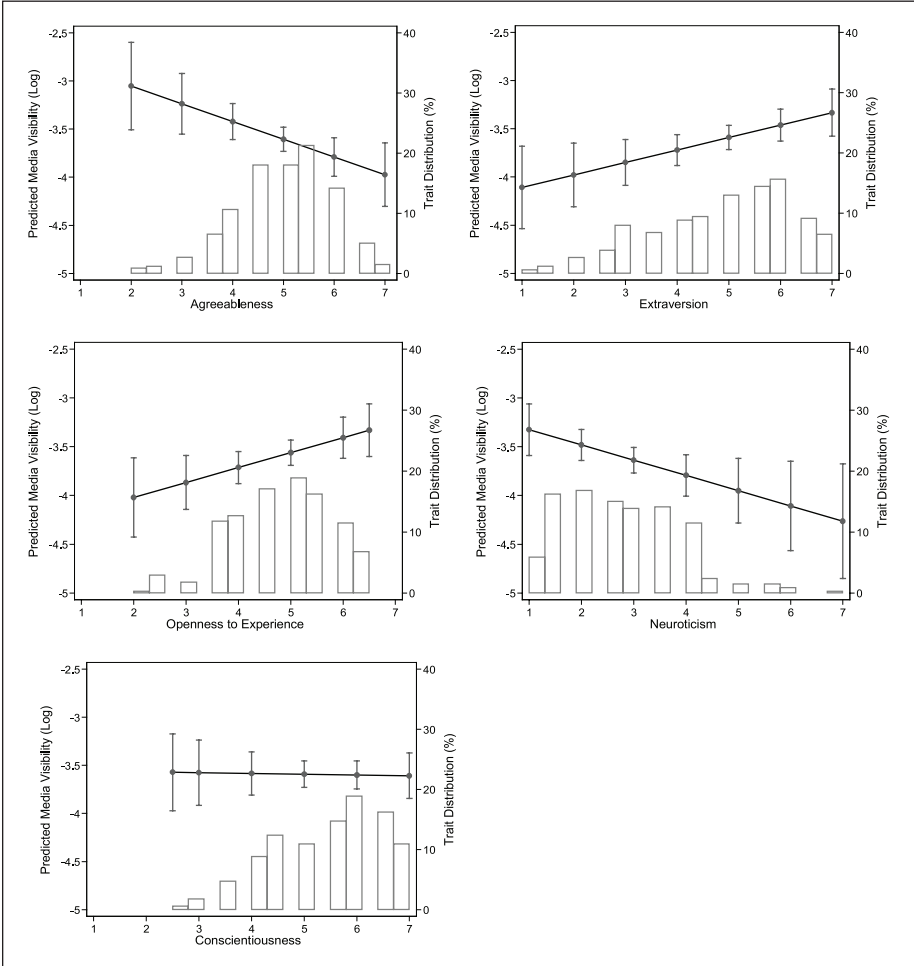 Predicted Media Visibility (Log)
-2.5
-3
-3.5
-4
-4.5
-5
40
30
20
10
0
Trait Distribution (%)
1 2 3 4 5 6 7
Agreeableness
Predicted Media Visibility (Log)
-2.5
-3
-3.5
-4
-4.5
-5
40
30
20
10
0
Trait Distribution (%)
1 2 3 4 5 6 7
Extraversion
Predicted Media Visibility (Log)
-2.5
-3
-3.5
-4
-4.5
-5
40
30
20
10
0
Trait Distribution (%)
1 2 3 4 5 6 7
Openness to Experience
Predicted Media Visibility (Log)
-2.5
-3
-3.5
-4
-4.5
-5
40
30
20
10
0
Trait Distribution (%)
1 2 3 4 5 6 7
Neuroticism
Predicted Media Visibility (Log)
-2.5
-3
-3.5
-4
-4.5
-5
40
30
20
10
0
Trait Distribution (%)
1 2 3 4 5 6 7
Conscientiousness